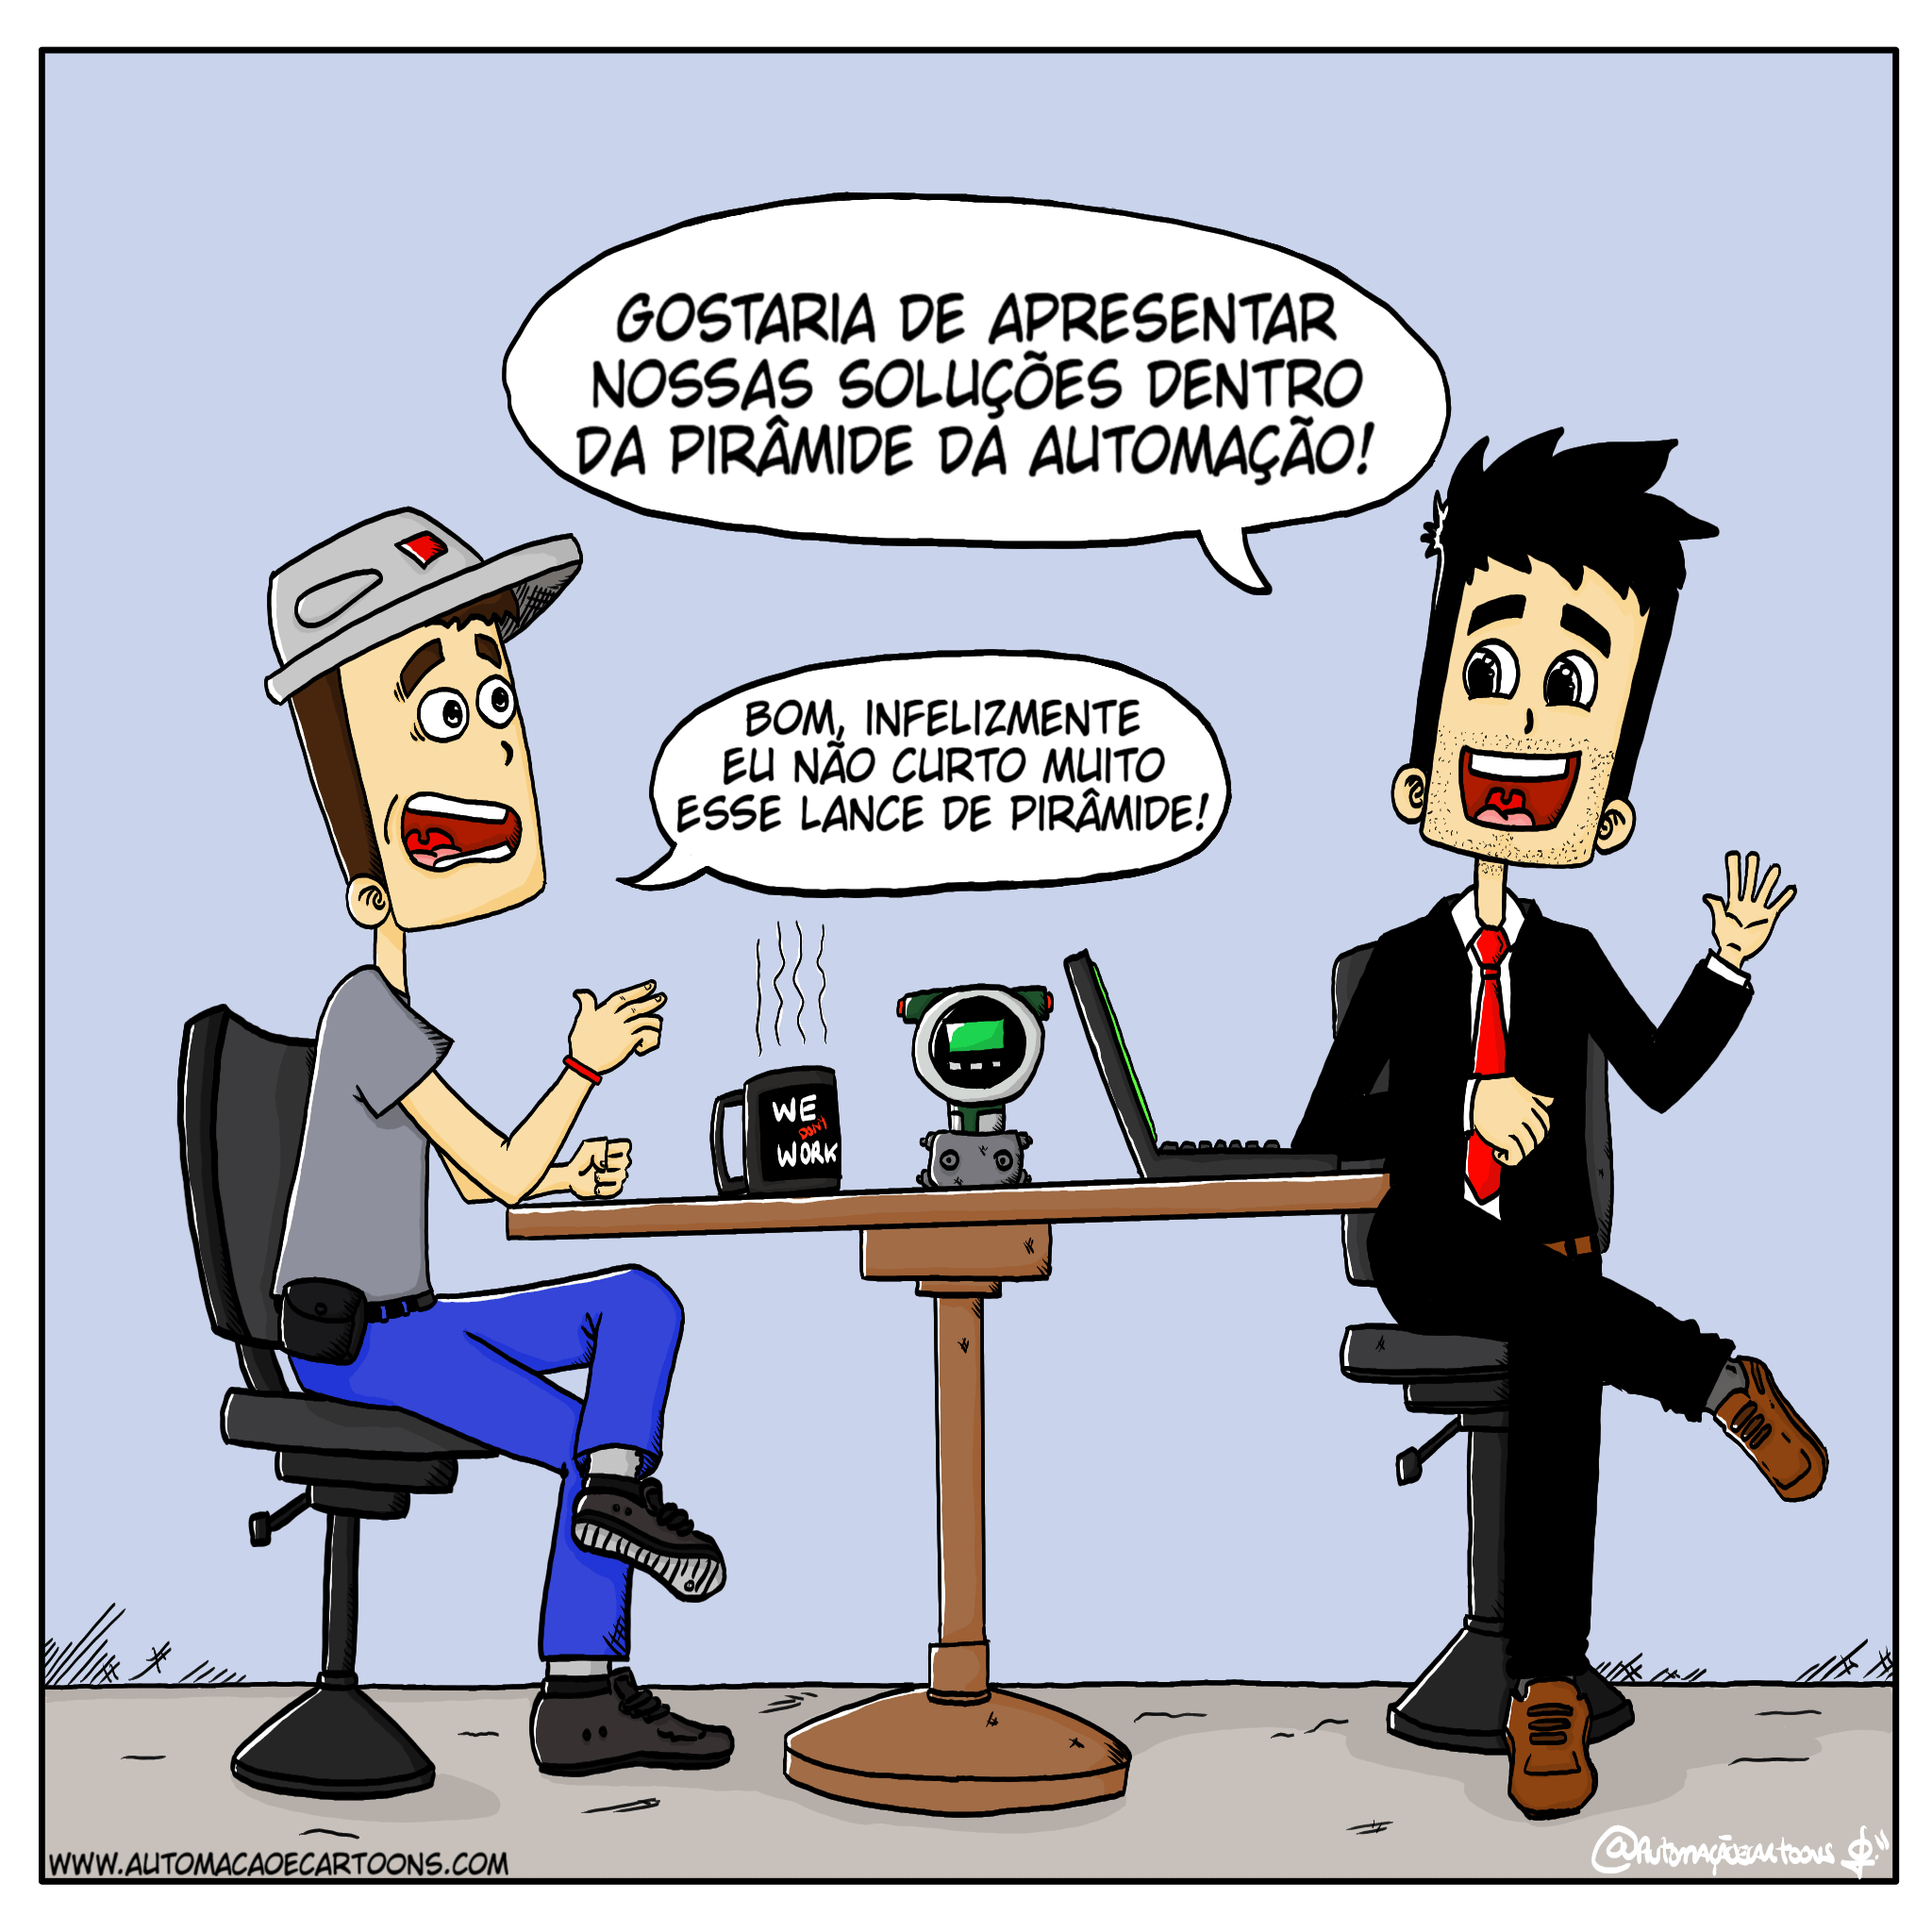 GOSTARIA DE APRESENTAR
NOSSAS SOLUÇÕES DENTRO
DA PIRÂMIDE DA AUTOMAÇÃO!
BOM, INFELIZMENTE
EU NÃO CURTO MUITO
ESSE LANCE DE PIRÂMIDE!
WE
DON'T
WORK
WWW.AUTOMACAOECARTOONS.COM
@Automaçãoecartoons